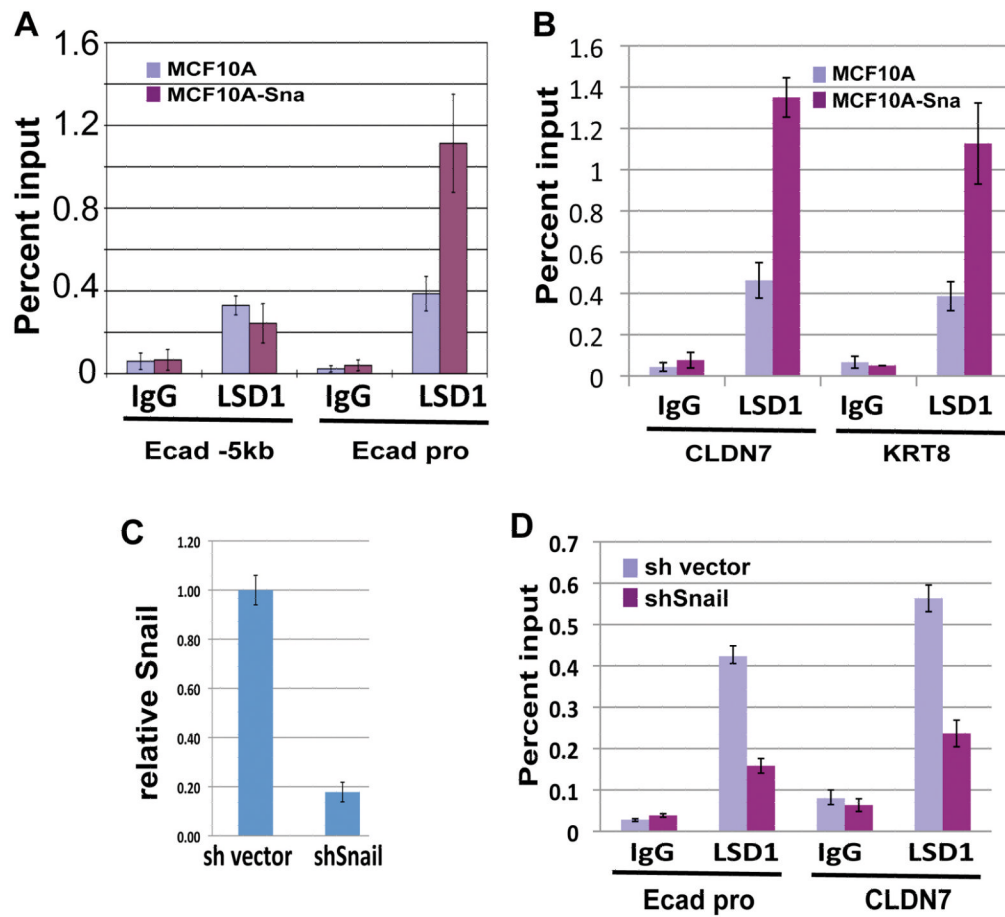 A
Percent input
1.6
1.2
0.8
0.4
0
MCF10A
MCF10A-Sna
IgG LSD1 IgG LSD1
Ecad -5kb Ecad pro
B
Percent input
1.6
1.4
1.2
1
0.8
0.6
0.4
0.2
0
MCF10A
MCF10A-Sna
IgG LSD1 IgG LSD1
CLDN7 KRT8
C
relative Snail
1.20
1.00
0.80
0.60
0.40
0.20
0.00
sh vector shSnail
D
Percent input
0.7
0.6
0.5
0.4
0.3
0.2
0.1
0
sh vector
shSnail
IgG LSD1 IgG LSD1
Ecad pro CLDN7